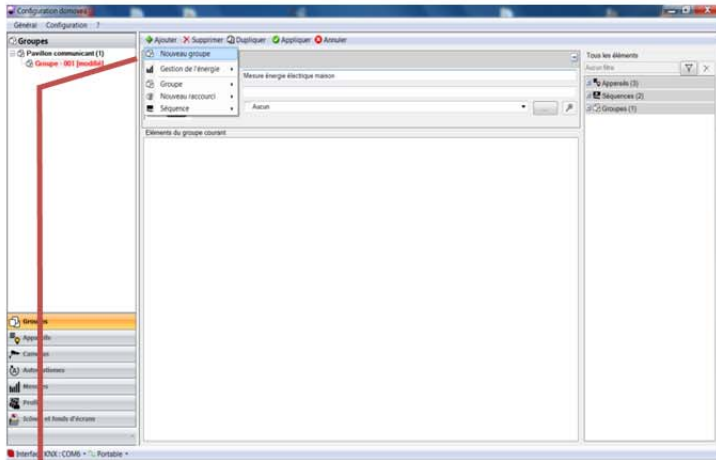 Configuration domovea
Général Configuration ?
Groupes
Ajouter Supprimer Dupliquer Appliquer Annuler
Pavillon communicant (1)
Groupe - 001 [modifié]
Nouveau groupe
Gestion de l'énergie
Groupe
Nouveau raccourci
Séquence
Mesure énergie électrique maison
Aucun
...
Eléments du groupe courant
Tous les éléments
Aucun filtre
Appareils (3)
Séquences (2)
Groupes (1)
Groupes
Appareils
Caméras
Automatismes
Mesures
Profils
Icônes et fonds d'écrans
Interface KNX : COM6 Portable